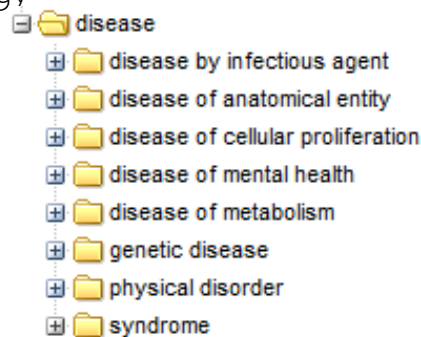 disease
disease by infectious agent
disease of anatomical entity
disease of cellular proliferation
disease of mental health
disease of metabolism
genetic disease
physical disorder
syndrome